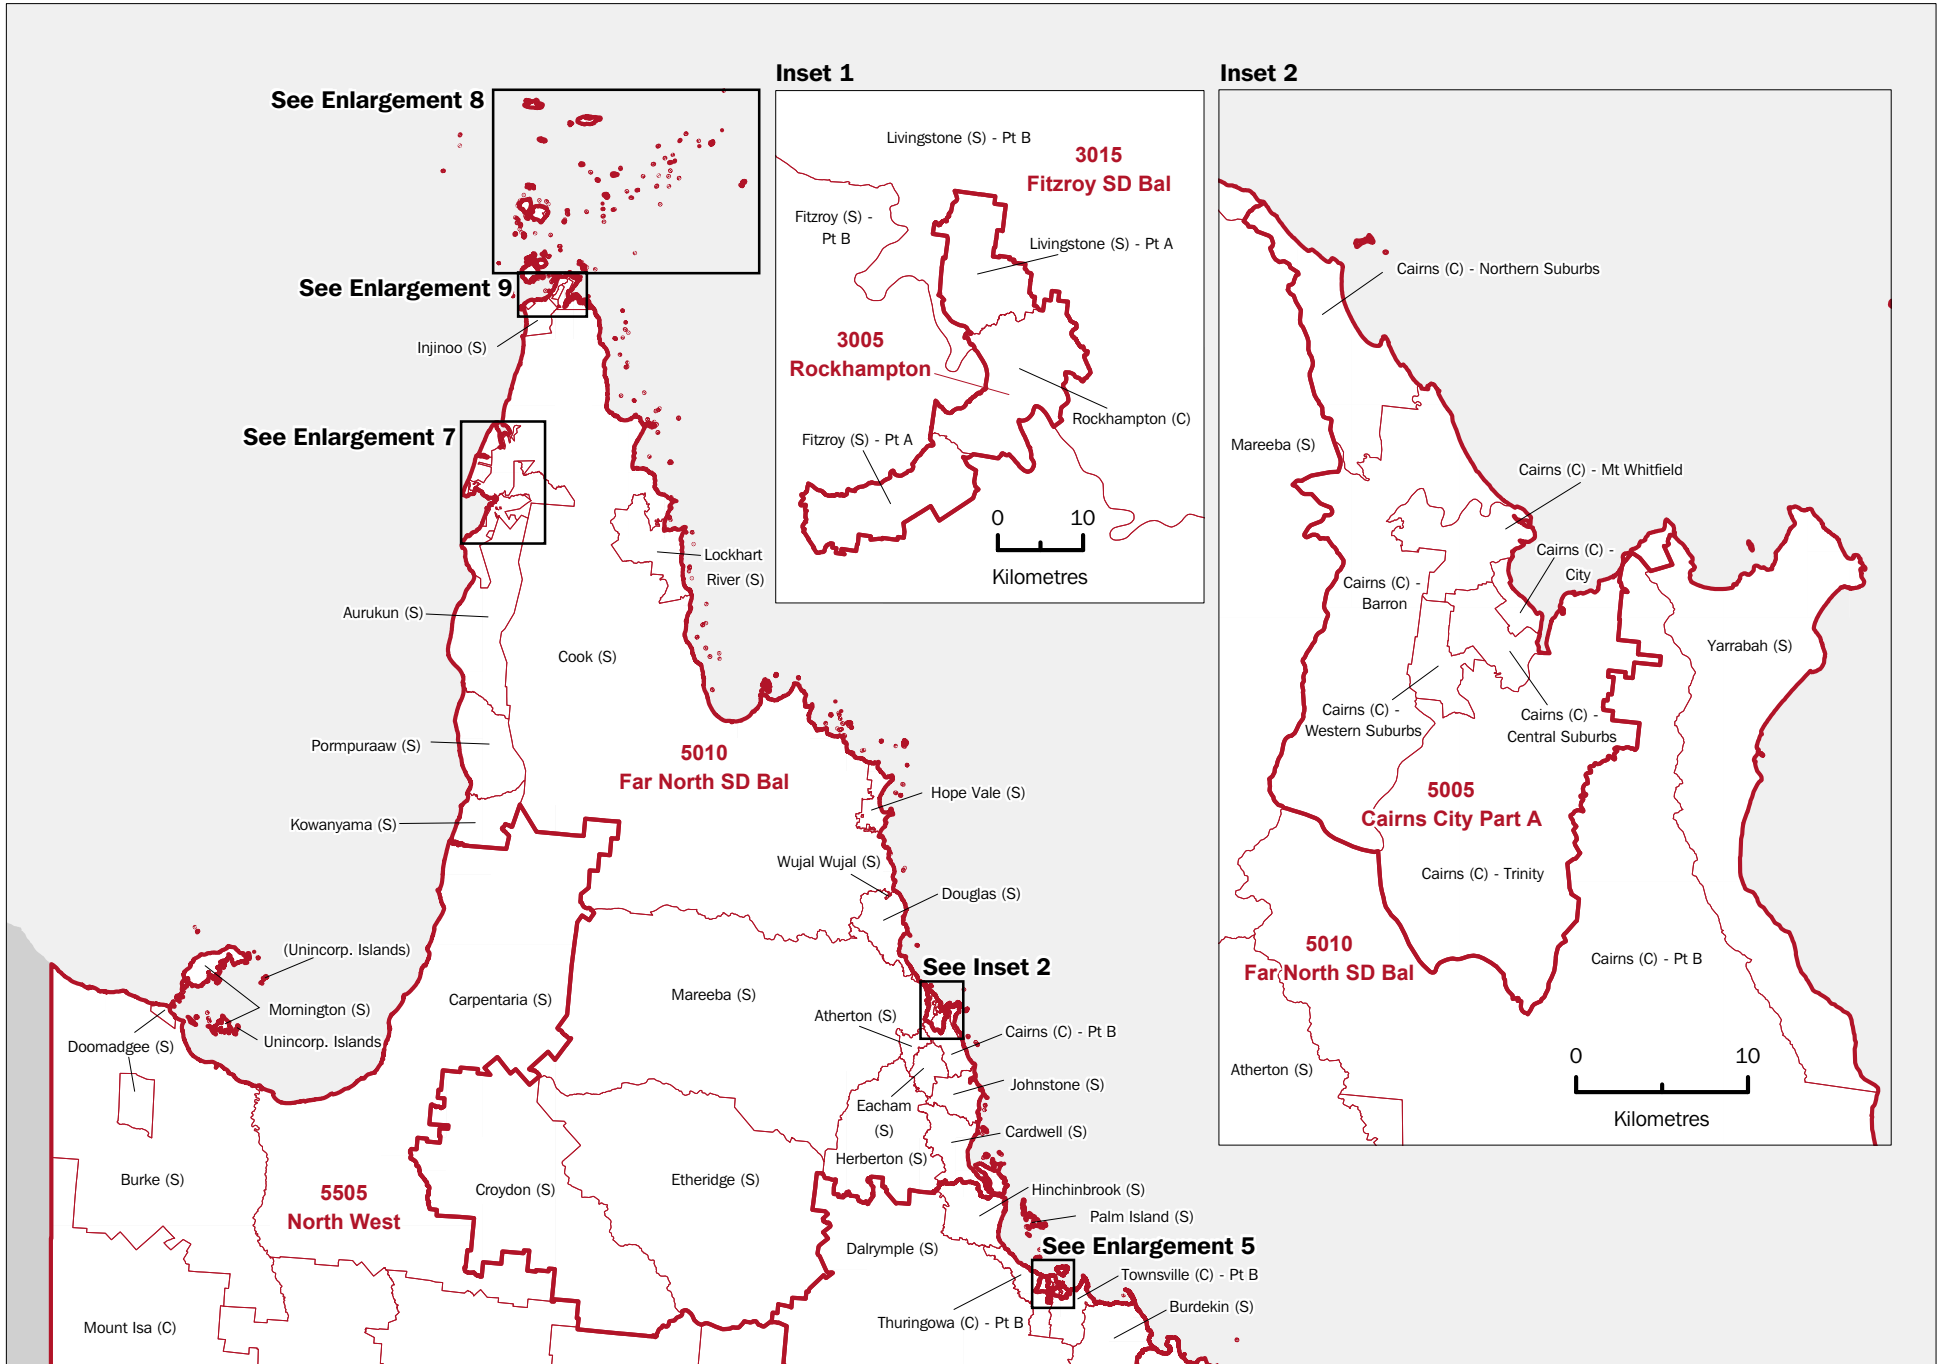 Inset 1
Inset 2
See Enlargement 8
See Enlargement 9
Injinoo (S)
See Enlargement 7
Lockhart
River (S)
Aurukun (S)
Cook (S)
Pormpuraaw (S)
5010
Far North SD Bal
Hope Vale (S)
Kowanyama (S)
Wujal Wujal (S)
Douglas (S)
(Unincorp. Islands)
See Inset 2
Mornington (S)
Carpentaria (S)
Mareeba (S)
Atherton (S)
Cairns (C) - Pt B
Unincorp. Islands
Doomadgee (S)
Johnstone (S)
Eacham
(S)
Cardwell (S)
Herberton (S)
Burke (S)
5505
North West
Croydon (S)
Etheridge (S)
Hinchinbrook (S)
Palm Island (S)
Dalrymple (S)
See Enlargement 5
Townsville (C) - Pt B
Burdekin (S)
Thuringowa (C) - Pt B
Mount Isa (C)
Livingstone (S) - Pt B
3015
Fitzroy SD Bal
Fitzroy (S) -
Pt B
Livingstone (S) - Pt A
3005
Rockhampton
Rockhampton (C)
Fitzroy (S) - Pt A
0 10
Kilometres
Cairns (C) - Northern Suburbs
Mareeba (S)
Cairns (C) - Mt Whitfield
Cairns (C) -
City
Cairns (C) -
Barron
Yarrabah (S)
Cairns (C) -
Western Suburbs
Cairns (C) -
Central Suburbs
5005
Cairns City Part A
Cairns (C) - Trinity
5010
Far North SD Bal
Cairns (C) - Pt B
Atherton (S)
0 10
Kilometres